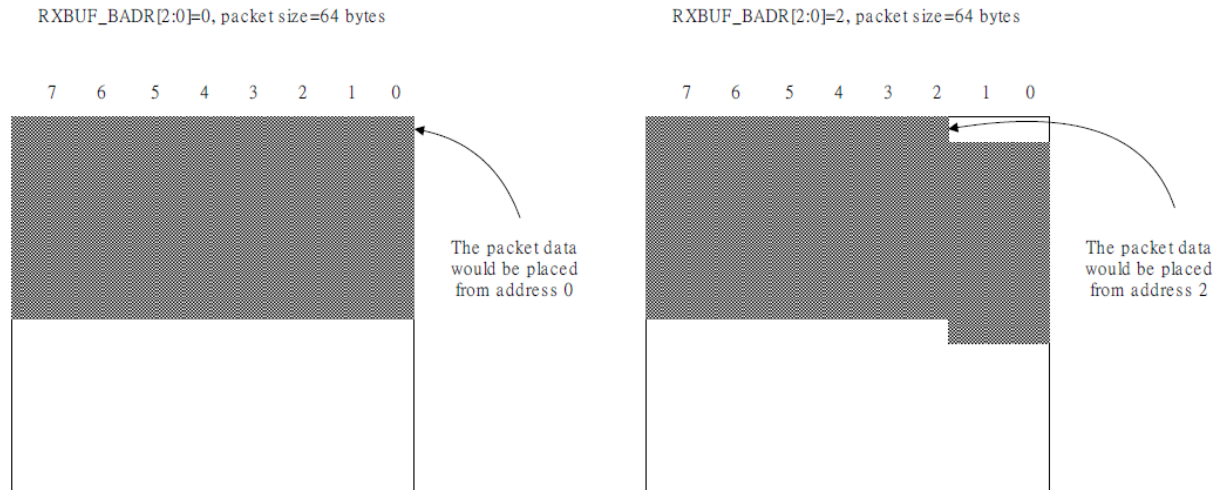 RXBUF_BADR[2:0]=0, packet size=64 bytes
7 6 5 4 3 2 1 0
The packet data
would be placed
from address 0
RXBUF_BADR[2:0]=2, packet size=64 bytes
7 6 5 4 3 2 1 0
The packet data
would be placed
from address 2